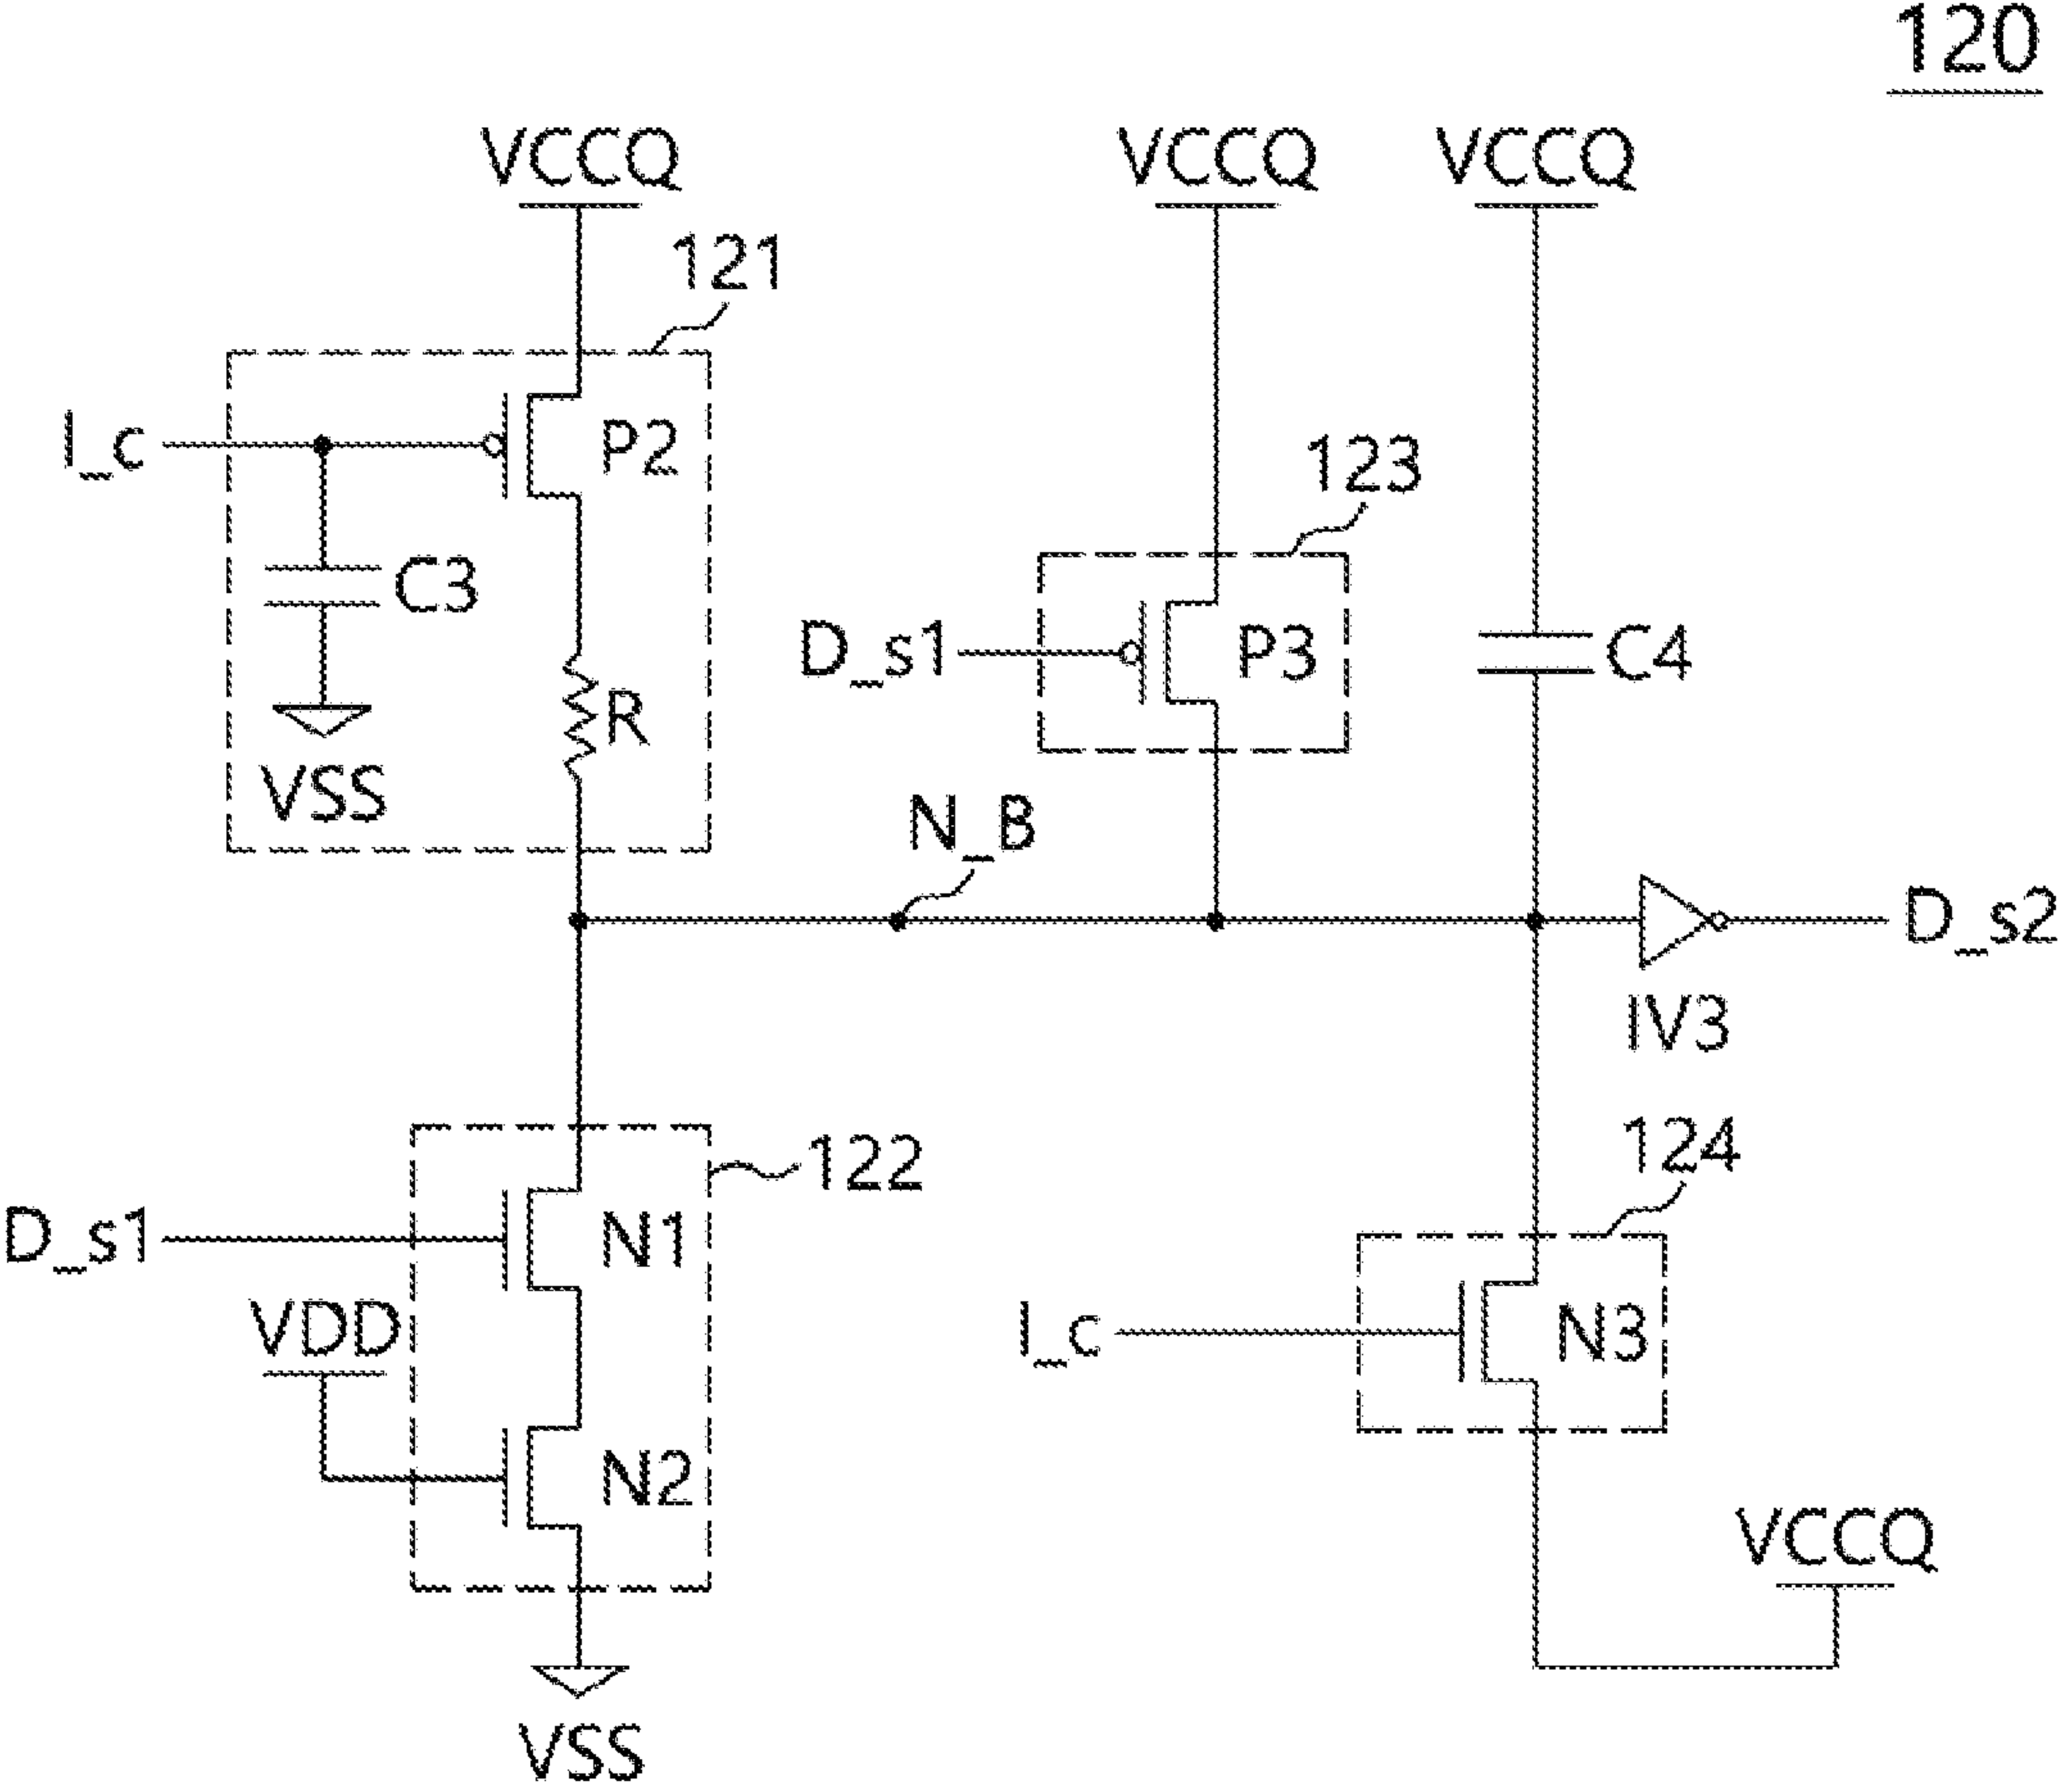 120
VCCQ
VCCQ
VCCQ
121
I_c
P2
123
C3
D_s1
P3
C4
R
VSS
N_B
D_s2
IV3
122
124
D_s1
N1
VDD
I_c
N3
N2
VCCQ
VSS